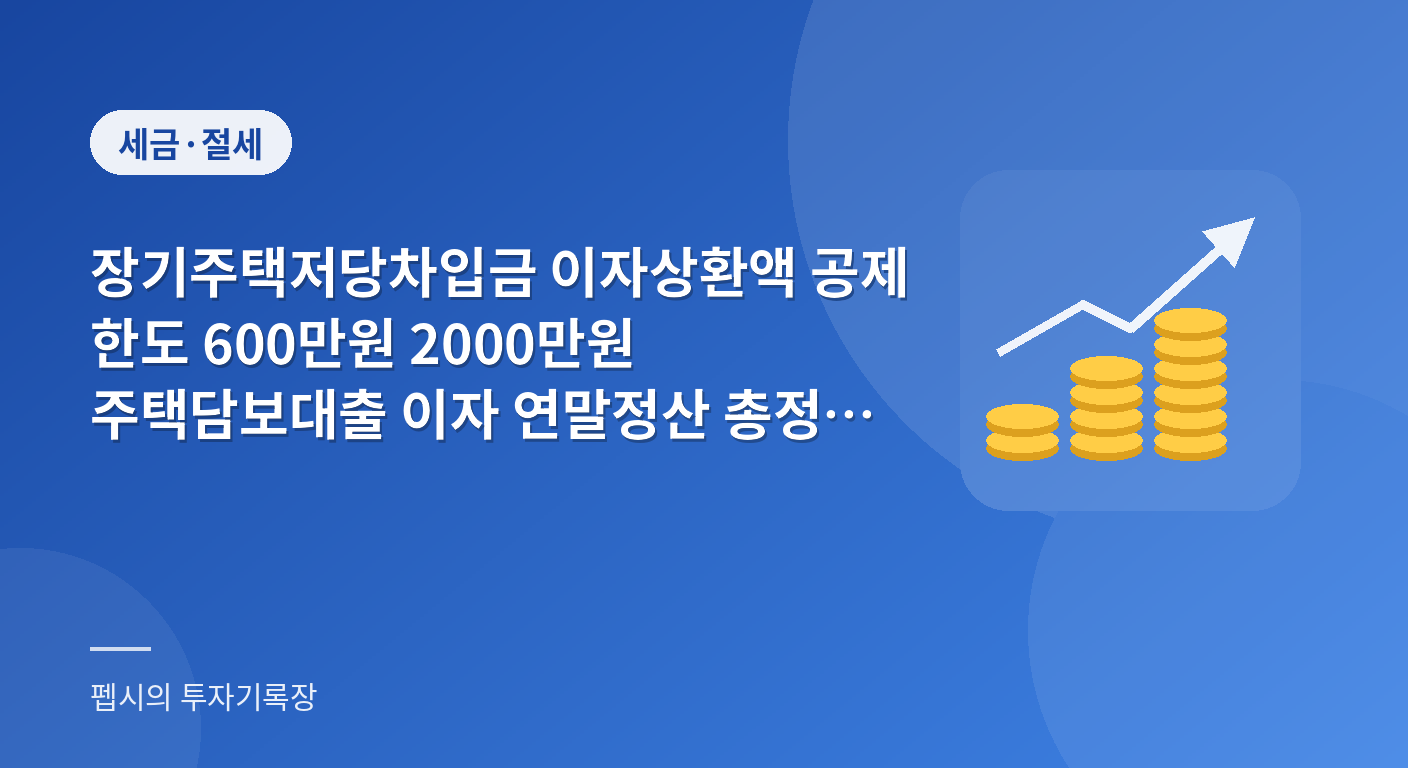 세금·절세
장기주택저당차입금 이자상환액 공제
한도 600만원 2000만원
주택담보대출 이자 연말정산 총정…
펩시의 투자기록장